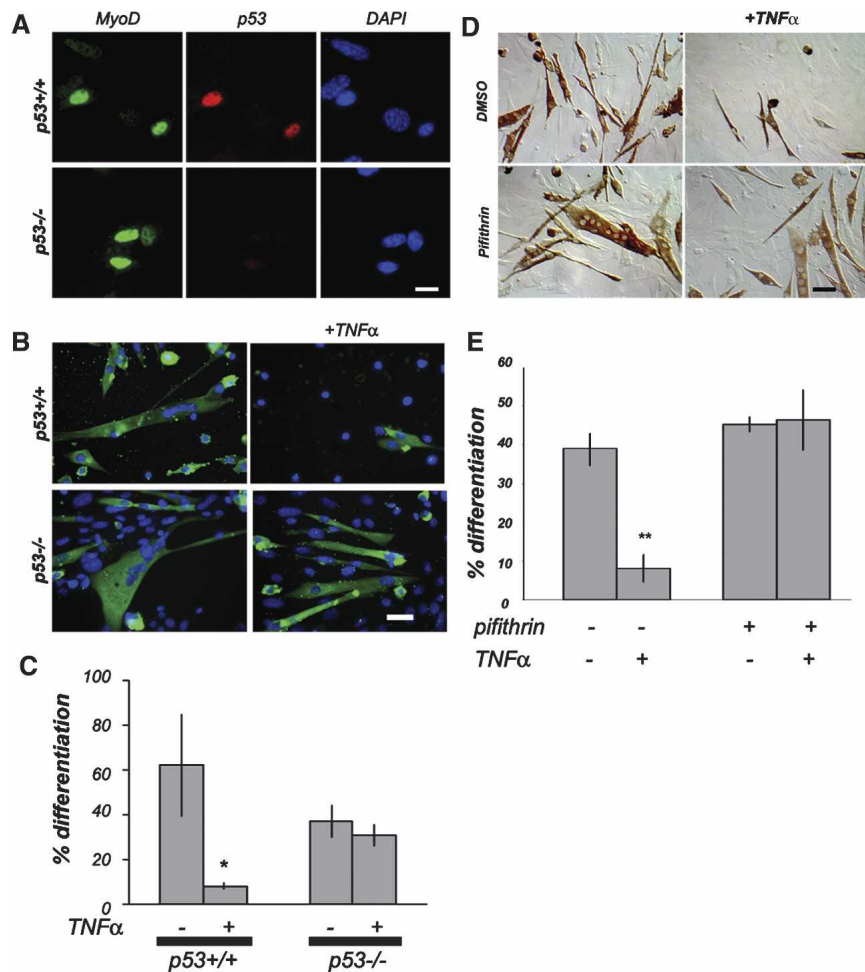 A
MyoD p53 DAPI
p53+/+
p53-/-
B
+TNFα
p53+/+
p53-/-
C
% differentiation
100
80
60
40
20
0
TNFα - + - +
p53+/+ p53-/-
*
D
+TNFα
DMSO
Pifithrin
E
% differentiation
60
50
40
30
20
10
0
**
pifithrin - - + +
TNFα - + - +